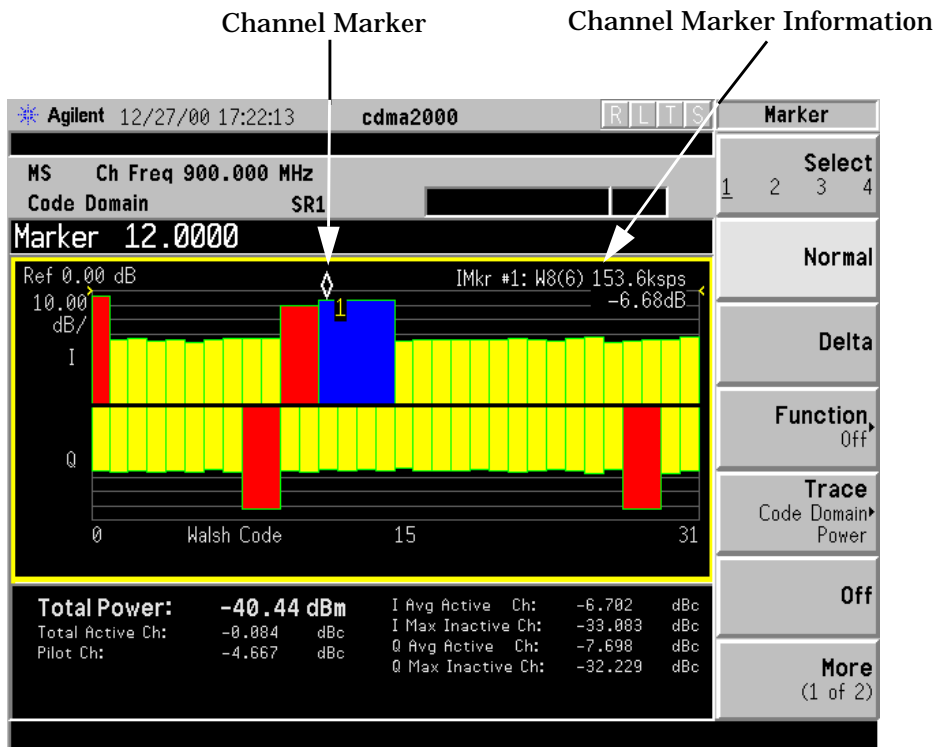 Channel Marker
Channel Marker Information
Agilent 12/27/00 17:22:13 cdma2000 R L T S
Marker
MS Ch Freq 900.000 MHz
Code Domain SR1
Marker 12.0000
Ref 0.00 dB
IMkr #1: W8(6) 153.6ksps
-6.68dB
10.00
dB/
I
1
Q
0 Walsh Code 15 31
Total Power: -40.44 dBm
Total Active Ch: -0.084 dBc
Pilot Ch: -4.667 dBc
I Avg Active Ch: -6.702 dBc
I Max Inactive Ch: -33.083 dBc
Q Avg Active Ch: -7.698 dBc
Q Max Inactive Ch: -32.229 dBc
Select
1 2 3 4
Normal
Delta
Function
Off
Trace
Code Domain
Power
Off
More
(1 of 2)